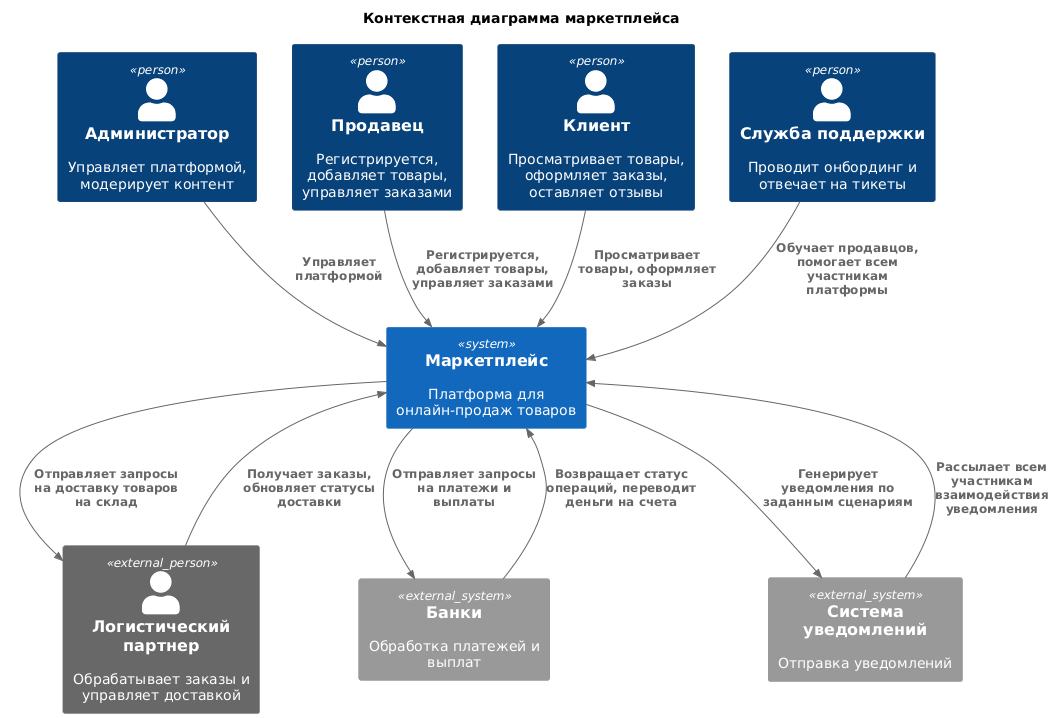 Контекстная диаграмма маркетплейса
«person»
Администратор
Управляет платформой,
модерирует контент
«person»
Продавец
Регистрируется,
добавляет товары,
управляет заказами
«person»
Клиент
Просматривает товары,
оформляет заказы,
оставляет отзывы
«person»
Служба поддержки
Проводит онбординг и
отвечает на тикеты
Управляет
платформой
Регистрируется,
добавляет товары,
управляет заказами
Просматривает
товары, оформляет
заказы
Обучает продавцов,
помогает всем
участникам
платформы
«system»
Маркетплейс
Платформа для
онлайн-продаж товаров
Отправляет запросы
на доставку товаров
на склад
Получает заказы,
обновляет статусы
доставки
Отправляет запросы
на платежи и
выплаты
Возвращает статус
операций, переводит
деньги на счета
Генерирует
уведомления по
заданным сценариям
Рассылает всем
участникам
взаимодействия
уведомления
«external_person»
Логистический
партнер
Обрабатывает заказы и
управляет доставкой
«external_system»
Банки
Обработка платежей и
выплат
«external_system»
Система
уведомлений
Отправка уведомлений